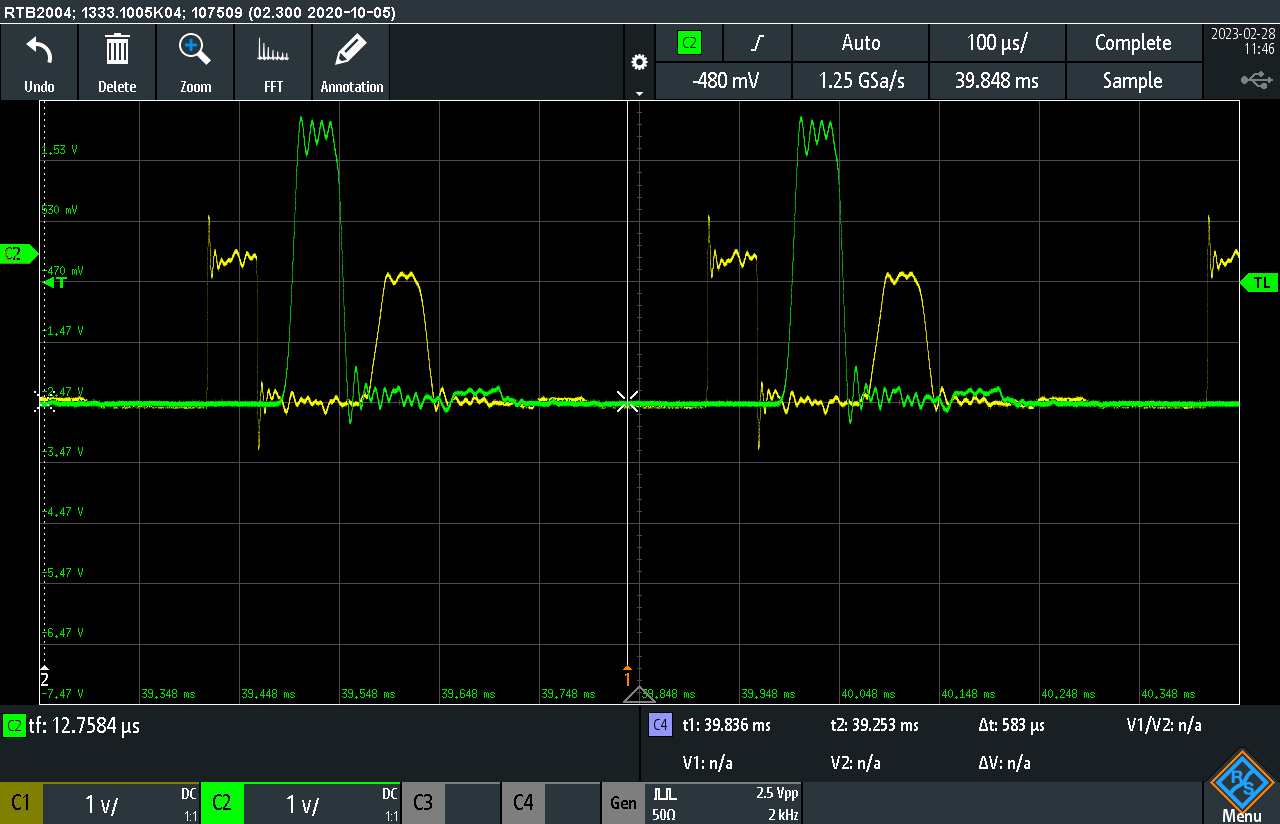 RTB2004; 1333.1005K04; 107509 (02.300 2020-10-05)
Undo Delete Zoom FFT Annotation
C2 Auto 100 µs/ Complete
-480 mV 1.25 GSa/s 39.848 ms Sample
2023-02-28
11:46
1.53 V
530 mV
C2
-470 mV
T
TL
-1.47 V
-2.47 V
-3.47 V
-4.47 V
-5.47 V
-6.47 V
2
1
-7.47 V 39.348 ms 39.448 ms 39.548 ms 39.648 ms 39.748 ms 39.848 ms 39.948 ms 40.048 ms 40.148 ms 40.248 ms 40.348 ms
C2 tf: 12.7584 µs
C4 t1: 39.836 ms t2: 39.253 ms Δt: 583 µs V1/V2: n/a
V1: n/a V2: n/a ΔV: n/a
C1 1 V/ DC 1:1
C2 1 V/ DC 1:1
C3
C4
Gen 2.5 Vpp
50Ω 2 kHz
R&S
Menu